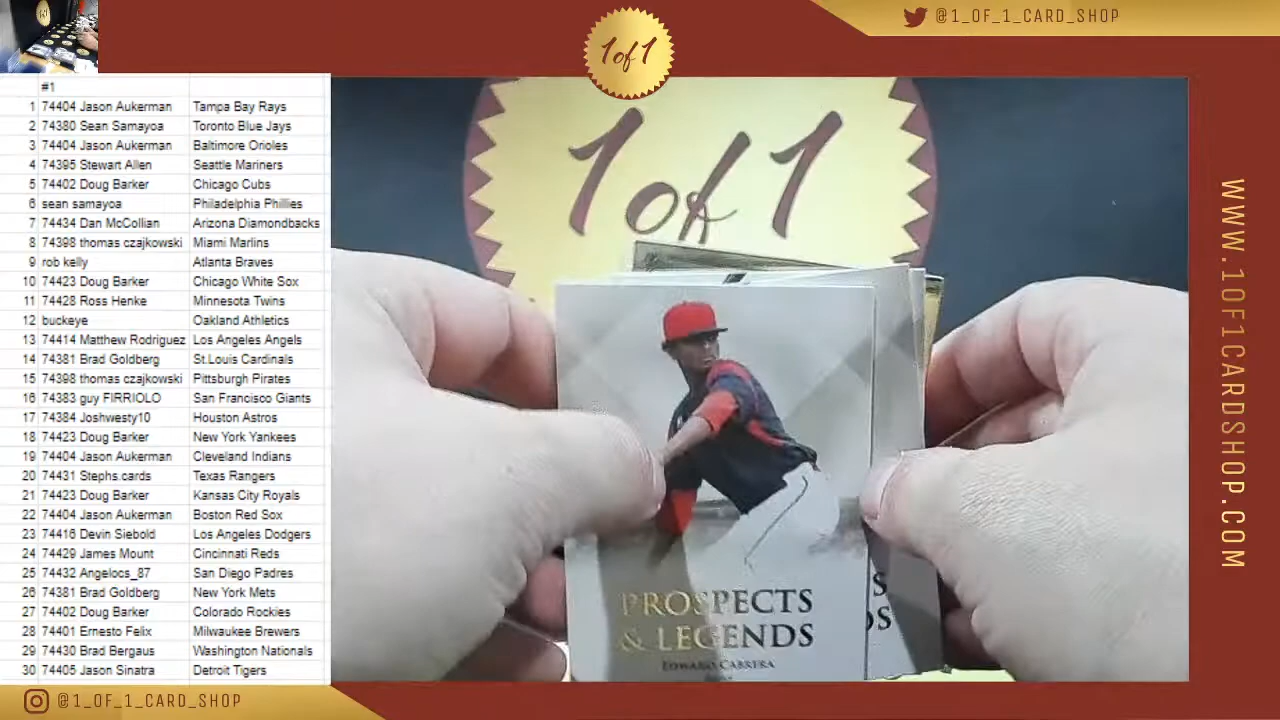 @1_OF_1_CARD_SHOP
1of1
#1
1 74404 Jason Aukerman Tampa Bay Rays
2 74380 Sean Samayoa Toronto Blue Jays
3 74404 Jason Aukerman Baltimore Orioles
4 74395 Stewart Allen Seattle Mariners
5 74402 Doug Barker Chicago Cubs
6 sean samayoa Philadelphia Phillies
7 74434 Dan McCollian Arizona Diamondbacks
8 74398 thomas czajkowski Miami Marlins
9 rob kelly Atlanta Braves
10 74423 Doug Barker Chicago White Sox
11 74428 Ross Henke Minnesota Twins
12 buckeye Oakland Athletics
13 74414 Matthew Rodriguez Los Angeles Angels
14 74381 Brad Goldberg St.Louis Cardinals
15 74398 thomas czajkowski Pittsburgh Pirates
16 74383 guy FIRRIOLO San Francisco Giants
17 74384 Joshwesty10 Houston Astros
18 74423 Doug Barker New York Yankees
19 74404 Jason Aukerman Cleveland Indians
20 74431 Stephs.cards Texas Rangers
21 74423 Doug Barker Kansas City Royals
22 74404 Jason Aukerman Boston Red Sox
23 74416 Devin Siebold Los Angeles Dodgers
24 74429 James Mount Cincinnati Reds
25 74432 Angelocs_87 San Diego Padres
26 74381 Brad Goldberg New York Mets
27 74402 Doug Barker Colorado Rockies
28 74401 Ernesto Felix Milwaukee Brewers
29 74430 Brad Bergaus Washington Nationals
30 74405 Jason Sinatra Detroit Tigers
1of1
PROSPECTS
& LEGENDS
EDWARD CABRERA
S
DS
WWW.1OF1CARDSHOP.COM
@1_OF_1_CARD_SHOP